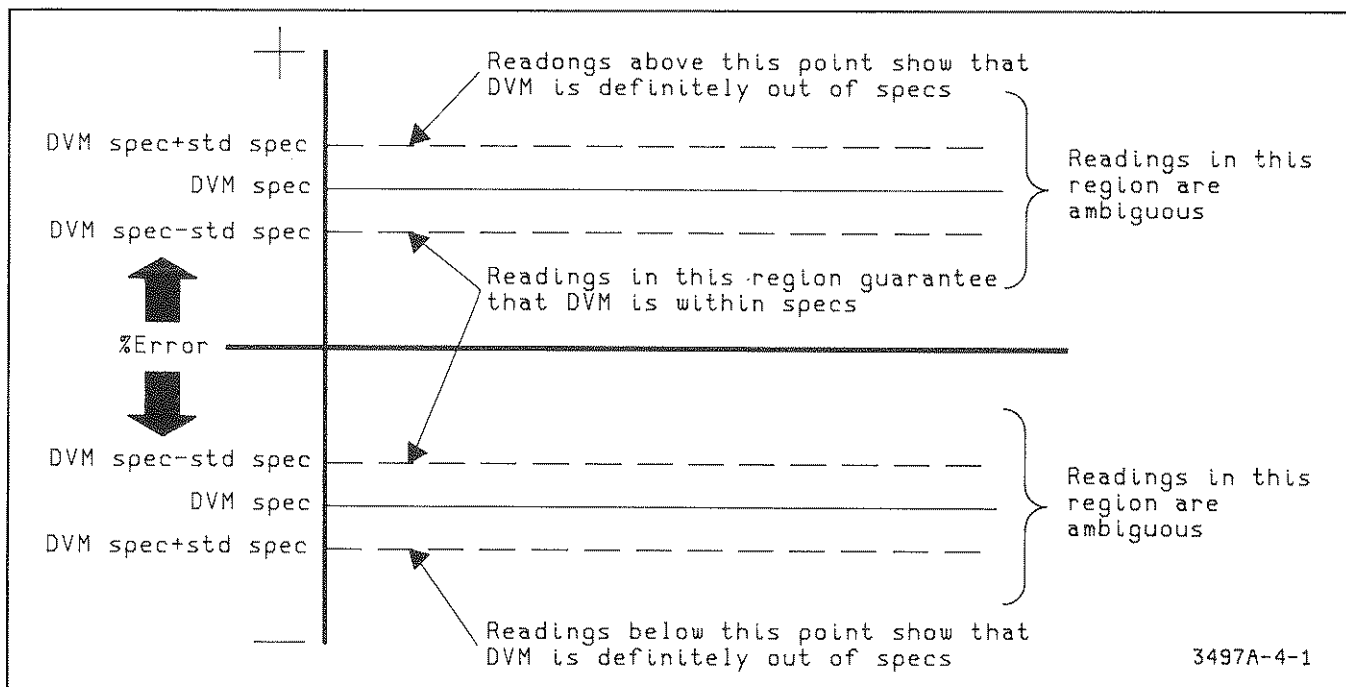 +
Readongs above this point show that
DVM is definitely out of specs
DVM spec+std spec
DVM spec
DVM spec-std spec
Readings in this
region are
ambiguous
Readings in this region guarantee
that DVM is within specs
%Error
DVM spec-std spec
DVM spec
DVM spec+std spec
Readings in this
region are
ambiguous
Readings below this point show that
DVM is definitely out of specs
—
3497A-4-1